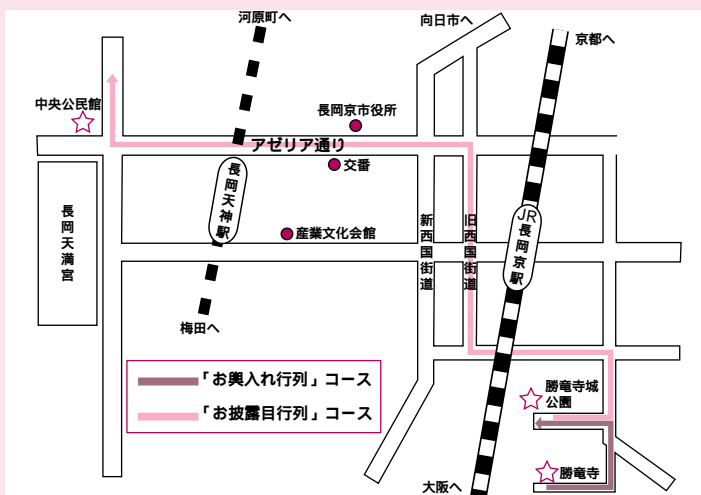 河原町へ
向日市へ
京都へ
中央公民館
長岡京市役所
アゼリア通り
交番
長岡天神駅
長岡天満宮
産業文化会館
新西国街道
旧西国街道
JR長岡京駅
梅田へ
「お輿入れ行列」コース
「お披露目行列」コース
勝竜寺城
公園
勝竜寺
大阪へ